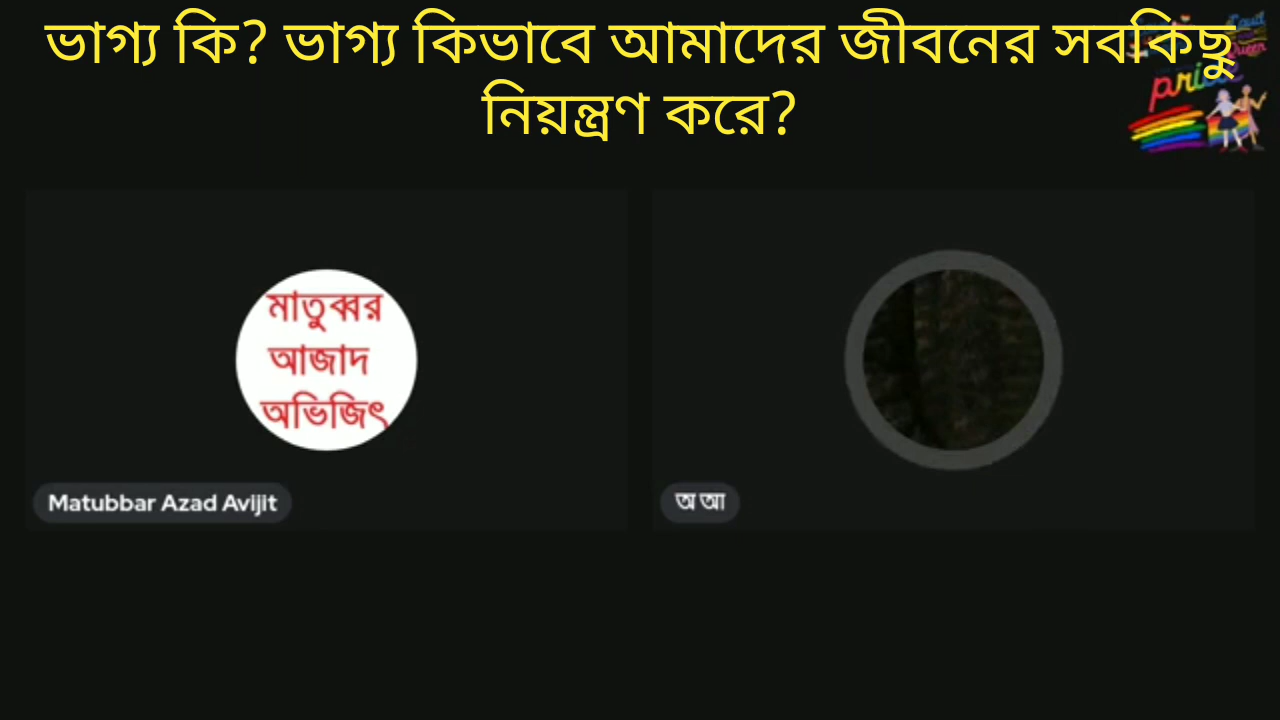 ভাগ্য কি? ভাগ্য কিভাবে আমাদের জীবনের সবকিছু
নিয়ন্ত্রণ করে?
pride
মাতুব্বর
আজাদ
অভিজিৎ
Matubbar Azad Avijit
অ আ